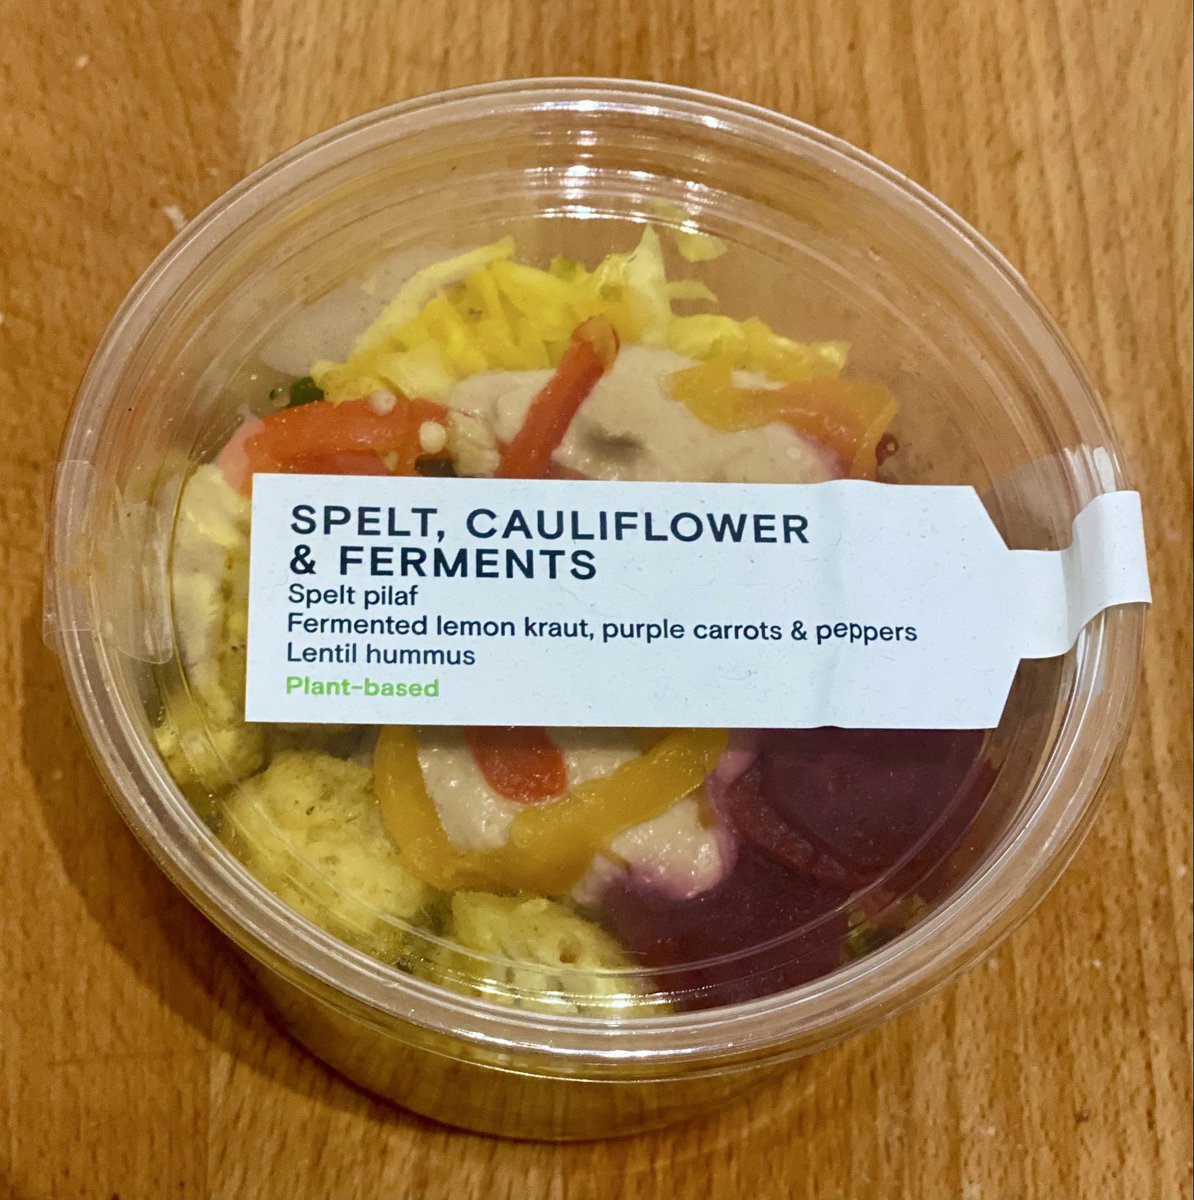 SPELT, CAULIFLOWER
& FERMENTS
Spelt pilaf
Fermented lemon kraut, purple carrots & peppers
Lentil hummus
Plant-based